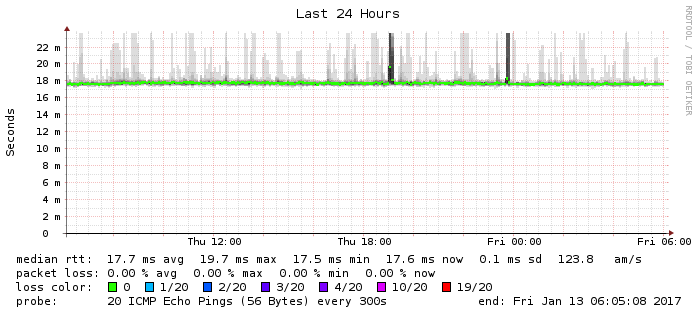 Last 24 Hours
RRDTOOL / TOBI OETIKER
Seconds
22 m
20 m
18 m
16 m
14 m
12 m
10 m
8 m
6 m
4 m
2 m
0
Thu 12:00 Thu 18:00 Fri 00:00 Fri 06:00
median rtt: 17.7 ms avg 19.7 ms max 17.5 ms min 17.6 ms now 0.1 ms sd 123.8 am/s
packet loss: 0.00 % avg 0.00 % max 0.00 % min 0.00 % now
loss color: 0 1/20 2/20 3/20 4/20 10/20 19/20
probe: 20 ICMP Echo Pings (56 Bytes) every 300s end: Fri Jan 13 06:05:08 2017